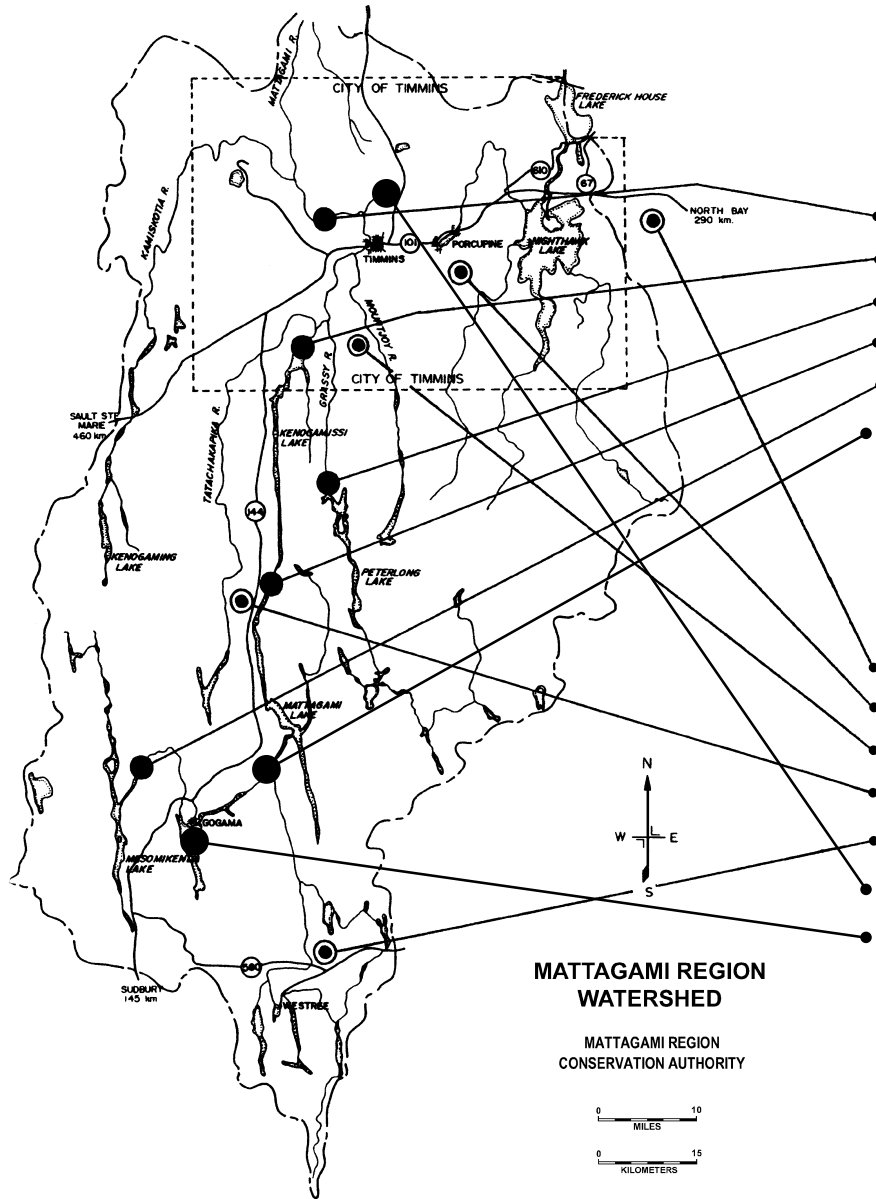 MATTAGAMI R.
CITY OF TIMMINS
FREDERICK HOUSE
LAKE
KAMISKOTIA R.
610
67
NORTH BAY
290 km.
101
PORCUPINE
NIGHTHAWK
LAKE
TIMMINS
MOUNTJOY R.
GRASSY R.
CITY OF TIMMINS
SAULT STE
MARIE
460 km
TATACHAKAPIKA R.
KENOGAMISSI
LAKE
144
KENOGAMING
LAKE
PETERLONG
LAKE
MATTAGAMI
LAKE
N
W
E
S
GOGAMA
MESOMIKENDA
LAKE
560
SUDBURY
145 km
WESTREE
MATTAGAMI REGION
WATERSHED
MATTAGAMI REGION
CONSERVATION AUTHORITY
0 10
MILES
0 15
KILOMETERS